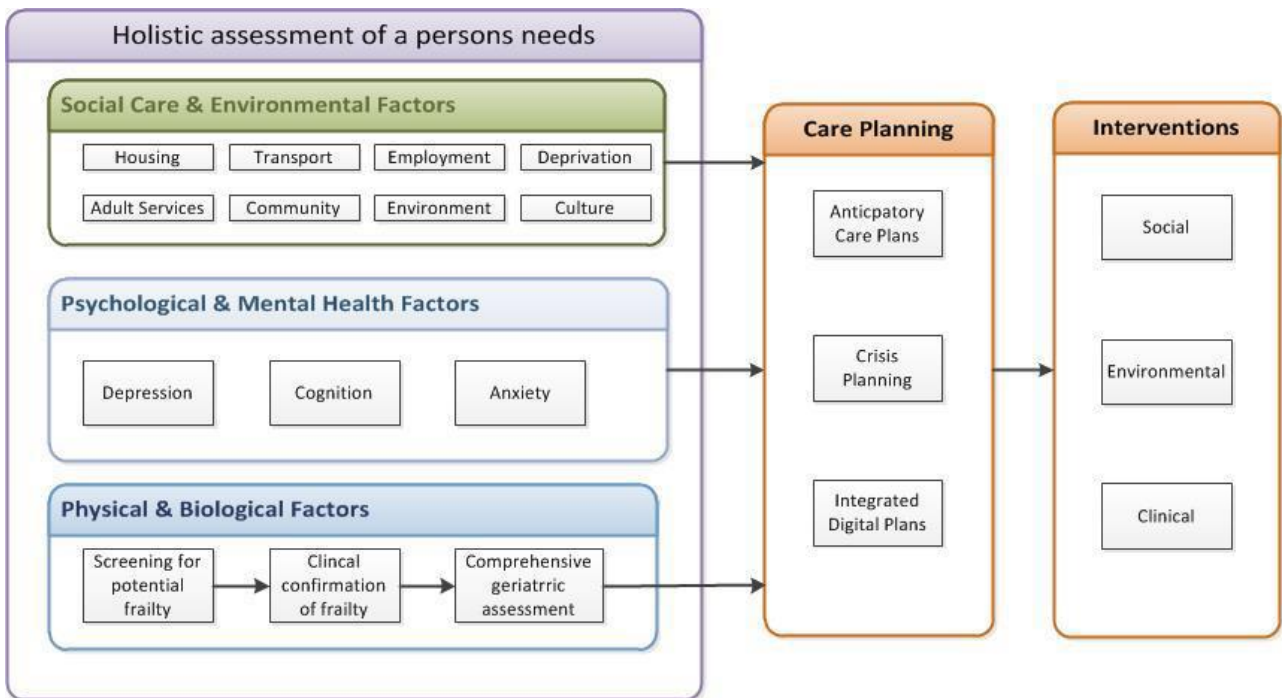 Holistic assessment of a persons needs
Social Care & Environmental Factors
Housing
Transport
Employment
Deprivation
Adult Services
Community
Environment
Culture
Psychological & Mental Health Factors
Depression
Cognition
Anxiety
Physical & Biological Factors
Screening for
potential
frailty
Clincal
confirmation
of frailty
Comprehensive
geriatrric
assessment
Care Planning
Anticpatory
Care Plans
Crisis
Planning
Integrated
Digital Plans
Interventions
Social
Environmental
Clinical